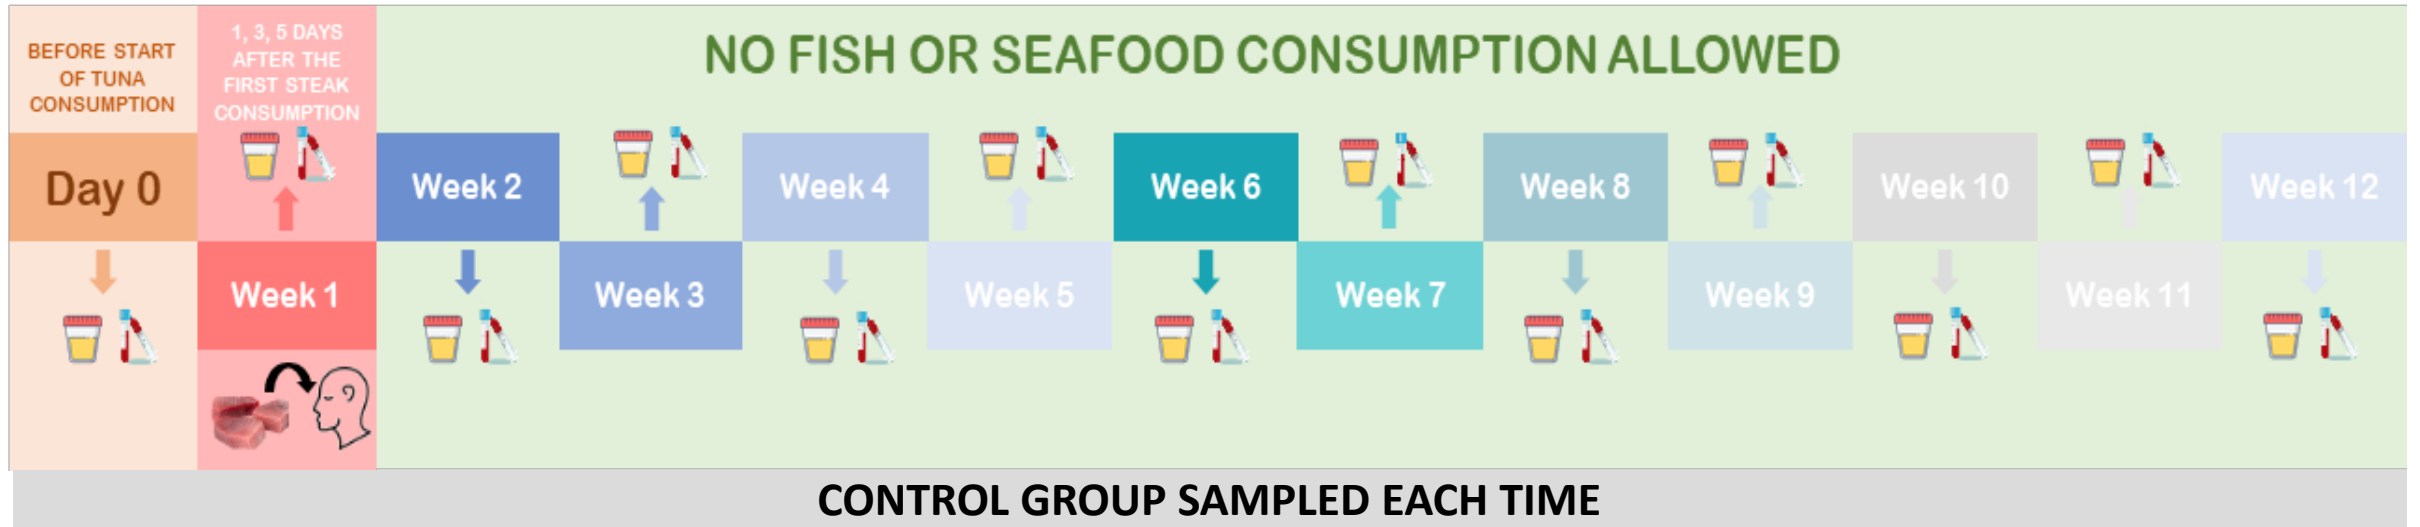 BEFORE START
OF TUNA
CONSUMPTION
1, 3, 5 DAYS
AFTER THE
FIRST STEAK
CONSUMPTION
NO FISH OR SEAFOOD CONSUMPTION ALLOWED
Day 0
Week 1
Week 2
Week 3
Week 4
Week 5
Week 6
Week 7
Week 8
Week 9
Week 10
Week 11
Week 12
CONTROL GROUP SAMPLED EACH TIME